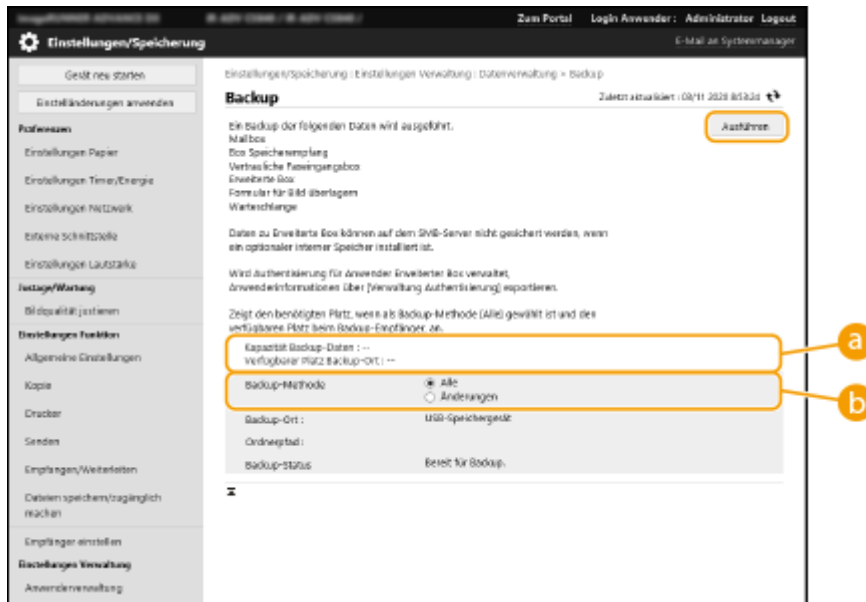 Zum Portal Login Anwender: Administrator Logout
Einstellungen/Speicherung E-Mail an Systemmanager
Gerät neu starten
Einstelländerungen anwenden
Präferenzen
Einstellungen Papier
Einstellungen Timer/Energie
Einstellungen Netzwerk
Externe Schnittstelle
Einstellungen Lautstärke
Justage/Wartung
Bildqualität justieren
Einstellungen Funktion
Allgemeine Einstellungen
Kopie
Drucker
Senden
Empfangen/Weiterleiten
Dateien speichern/zugänglich
machen
Empfänger einstellen
Einstellungen Verwaltung
Anwenderverwaltung
Einstellungen/Speicherung : Einstellungen Verwaltung : Datenverwaltung > Backup
Backup
Zuletzt aktualisiert :
Ausführen
Ein Backup der folgenden Daten wird ausgeführt.
Mailbox
Box Speicherempfang
Vertrauliche Faxeingangsbox
Erweiterte Box
Formular für Bild überlagern
Warteschlange
Daten zu Erweiterte Box können auf dem SMB-Server nicht gesichert werden, wenn
ein optionaler interner Speicher installiert ist.
Wird Authentisierung für Anwender Erweiterter Box verwaltet,
Anwenderinformationen über [Verwaltung Authentisierung] exportieren.
Zeigt den benötigten Platz, wenn als Backup-Methode (Alle) gewählt ist und den
verfügbaren Platz beim Backup-Empfänger, an.
Kapazität Backup-Daten : --
Verfügbarer Platz Backup-Ort : --
a
Backup-Methode Alle
Änderungen
b
Backup-Ort : USB-Speichergerät
Ordnerpfad :
Backup-Status Bereit für Backup.